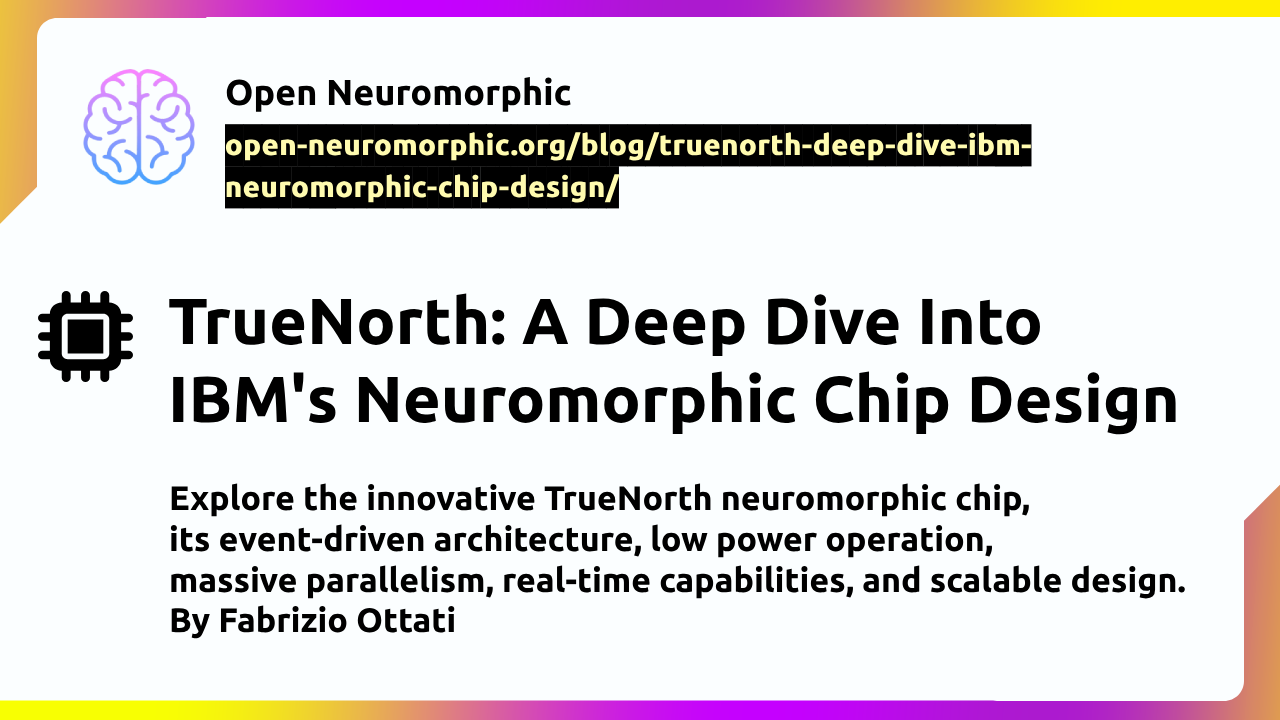 Open Neuromorphic
open-neuromorphic.org/blog/truenorth-deep-dive-ibm-
neuromorphic-chip-design/
TrueNorth: A Deep Dive Into
IBM's Neuromorphic Chip Design
Explore the innovative TrueNorth neuromorphic chip,
its event-driven architecture, low power operation,
massive parallelism, real-time capabilities, and scalable design.
By Fabrizio Ottati